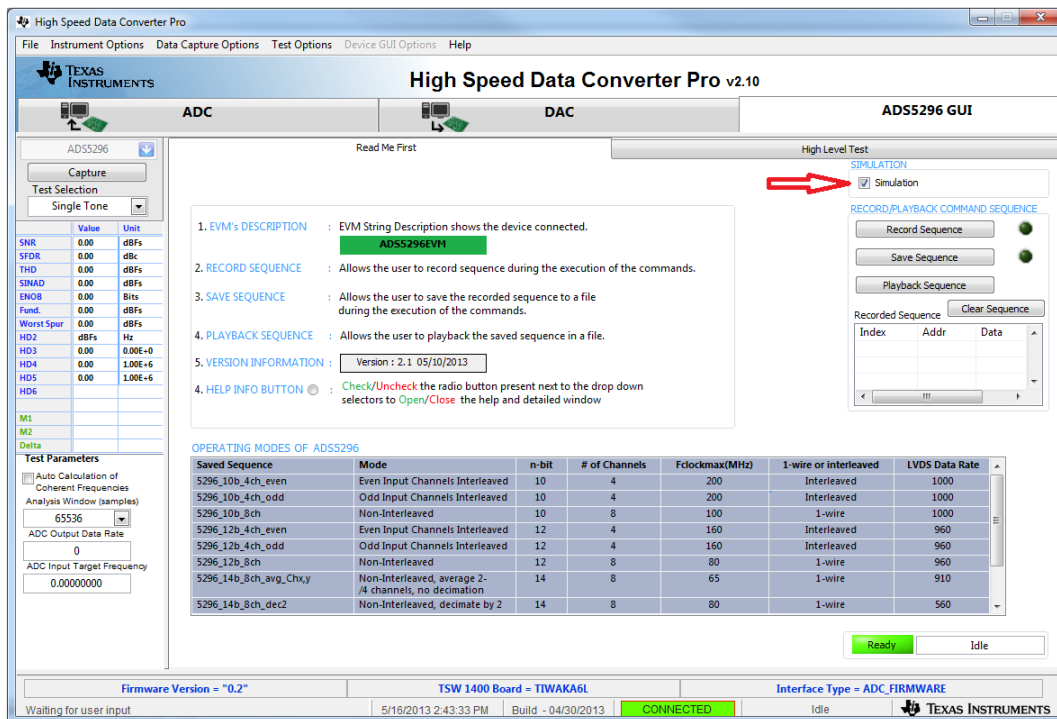 High Speed Data Converter Pro
File Instrument Options Data Capture Options Test Options Device GUI Options Help
TEXAS INSTRUMENTS
High Speed Data Converter Pro v2.10
ADC DAC ADS5296 GUI
ADS5296
Capture
Test Selection
Single Tone
Value Unit
SNR 0.00 dBFs
SFDR 0.00 dBc
THD 0.00 dBFs
SINAD 0.00 dBFs
ENOB 0.00 Bits
Fund. 0.00 dBFs
Worst Spur 0.00 dBFs
HD2 dBFs Hz
HD3 0.00 0.00E+0
HD4 0.00 1.00E+6
HD5 0.00 1.00E+6
HD6
M1
M2
Delta
Test Parameters
Auto Calculation of
Coherent Frequencies
Analysis Window (samples)
65536
ADC Output Data Rate
0
ADC Input Target Frequency
0.00000000
Read Me First High Level Test
1. EVM's DESCRIPTION : EVM String Description shows the device connected.
ADS5296EVM
2. RECORD SEQUENCE : Allows the user to record sequence during the execution of the commands.
3. SAVE SEQUENCE : Allows the user to save the recorded sequence to a file
during the execution of the commands.
4. PLAYBACK SEQUENCE : Allows the user to playback the saved sequence in a file.
5. VERSION INFORMATION : Version : 2.1 05/10/2013
4. HELP INFO BUTTON : Check/Uncheck the radio button present next to the drop down
selectors to Open/Close the help and detailed window
SIMULATION
Simulation
RECORD/PLAYBACK COMMAND SEQUENCE
Record Sequence
Save Sequence
Playback Sequence
Recorded Sequence Clear Sequence
Index Addr Data
OPERATING MODES OF ADS5296
Saved Sequence Mode n-bit # of Channels Fclockmax(MHz) 1-wire or interleaved LVDS Data Rate
5296_10b_4ch_even Even Input Channels Interleaved 10 4 200 Interleaved 1000
5296_10b_4ch_odd Odd Input Channels Interleaved 10 4 200 Interleaved 1000
5296_10b_8ch Non-Interleaved 10 8 100 1-wire 1000
5296_12b_4ch_even Even Input Channels Interleaved 12 4 160 Interleaved 960
5296_12b_4ch_odd Odd Input Channels Interleaved 12 4 160 Interleaved 960
5296_12b_8ch Non-Interleaved 12 8 80 1-wire 960
5296_14b_8ch_avg_Chx,y Non-Interleaved, average 2- 14 8 65 1-wire 910
/4 channels, no decimation
5296_14b_8ch_dec2 Non-Interleaved, decimate by 2 14 8 80 1-wire 560
Ready Idle
Firmware Version = "0.2" TSW 1400 Board = TIWAKA6L Interface Type = ADC_FIRMWARE
Waiting for user input 5/16/2013 2:43:33 PM Build - 04/30/2013 CONNECTED Idle TEXAS INSTRUMENTS